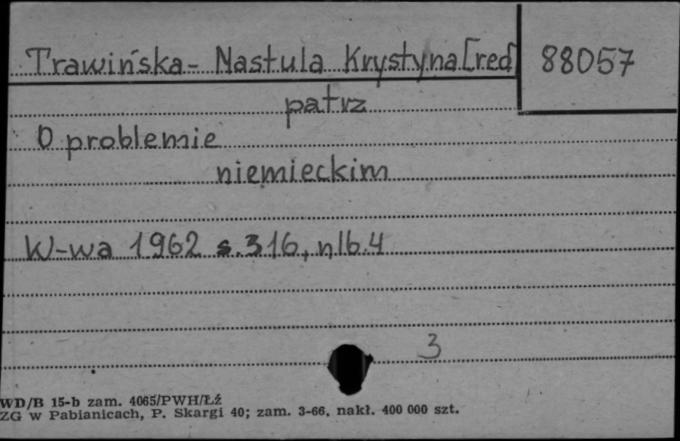 Trawińska-Nastula Krystyna [red] 88057
patrz
O problemie
niemieckim
W-wa 1962 s.316, nlb.4
3
WD/B 15-b zam. 4065/PWH/Łź
ZG w Pabianicach, P. Skargi 40; zam. 3-66. nakł. 400 000 szt.